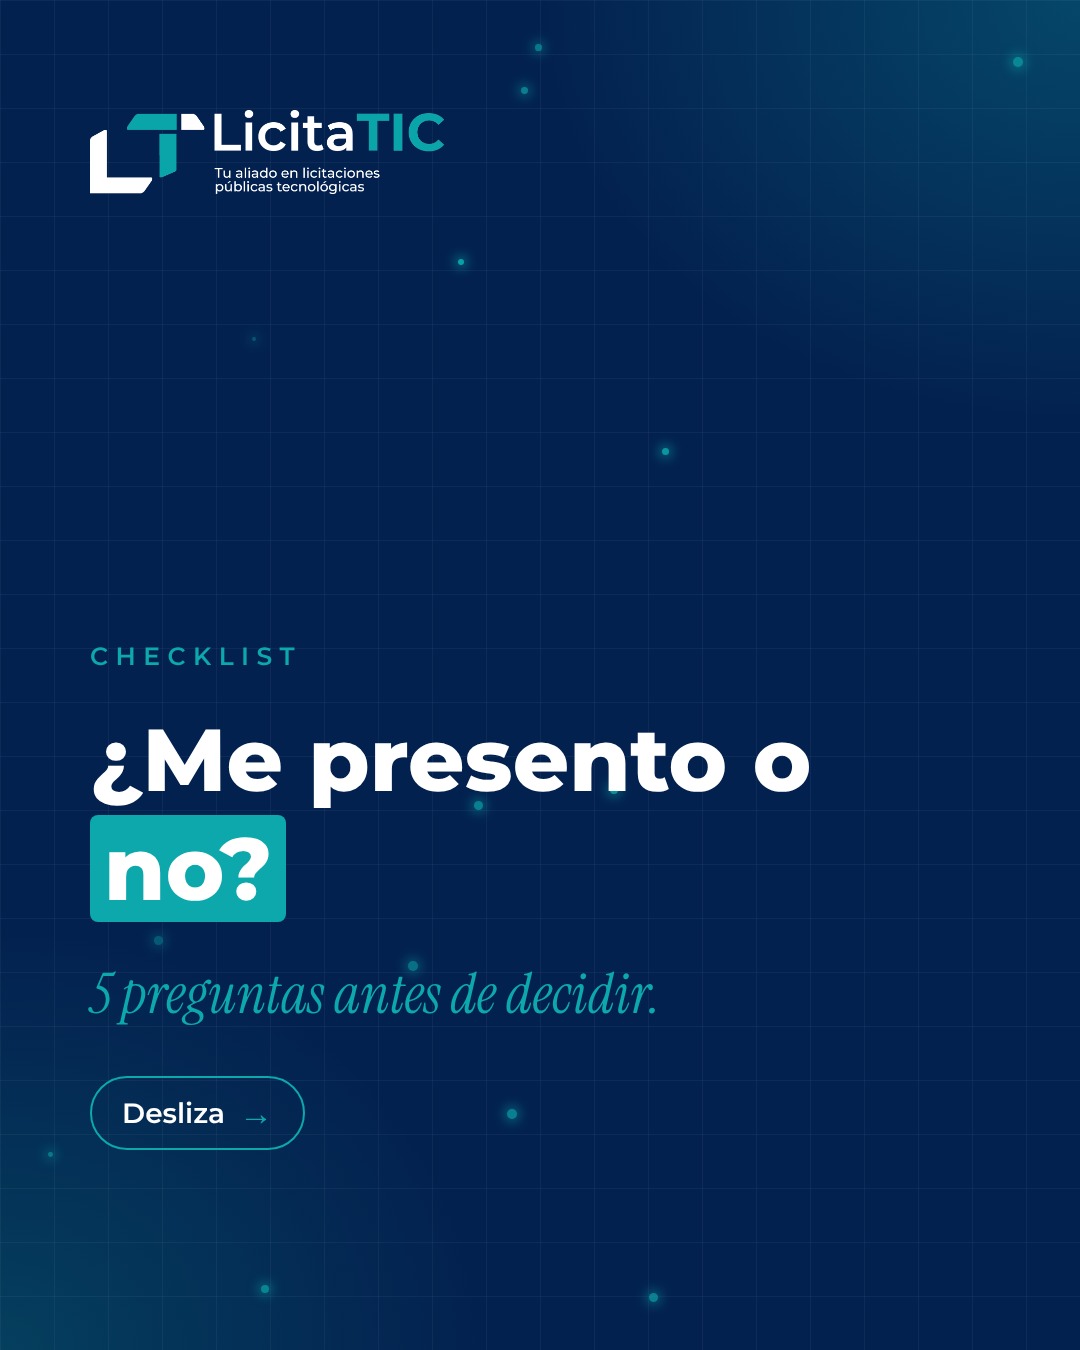 LicitaTIC
Tu aliado en licitaciones
públicas tecnológicas
CHECKLIST
¿Me presento o
no?
5 preguntas antes de decidir.
Desliza →